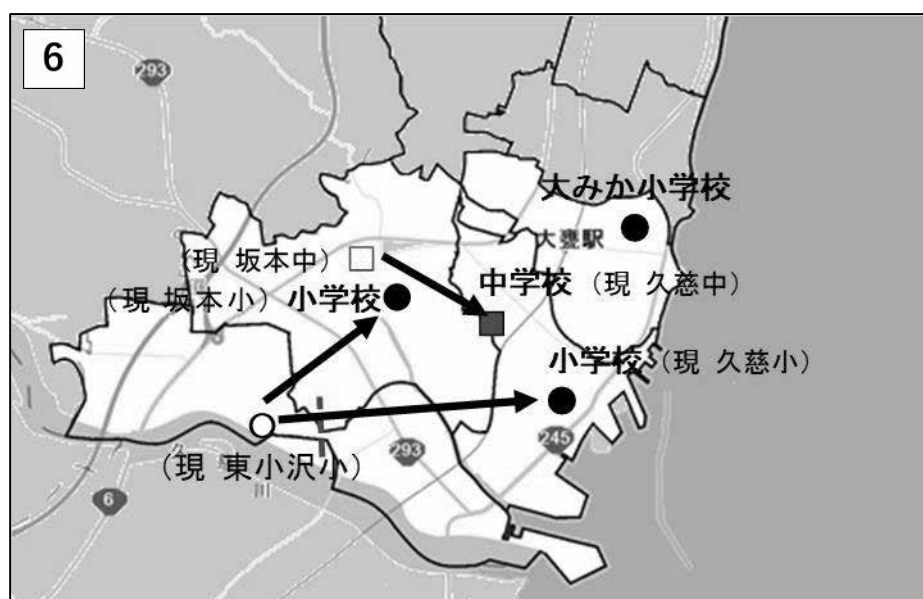 6
293
大みか小学校
大甕駅
(現 坂本中)
中学校 (現 久慈中)
(現 坂本小) 小学校
小学校 (現 久慈小)
245
293
(現 東小沢小)
6